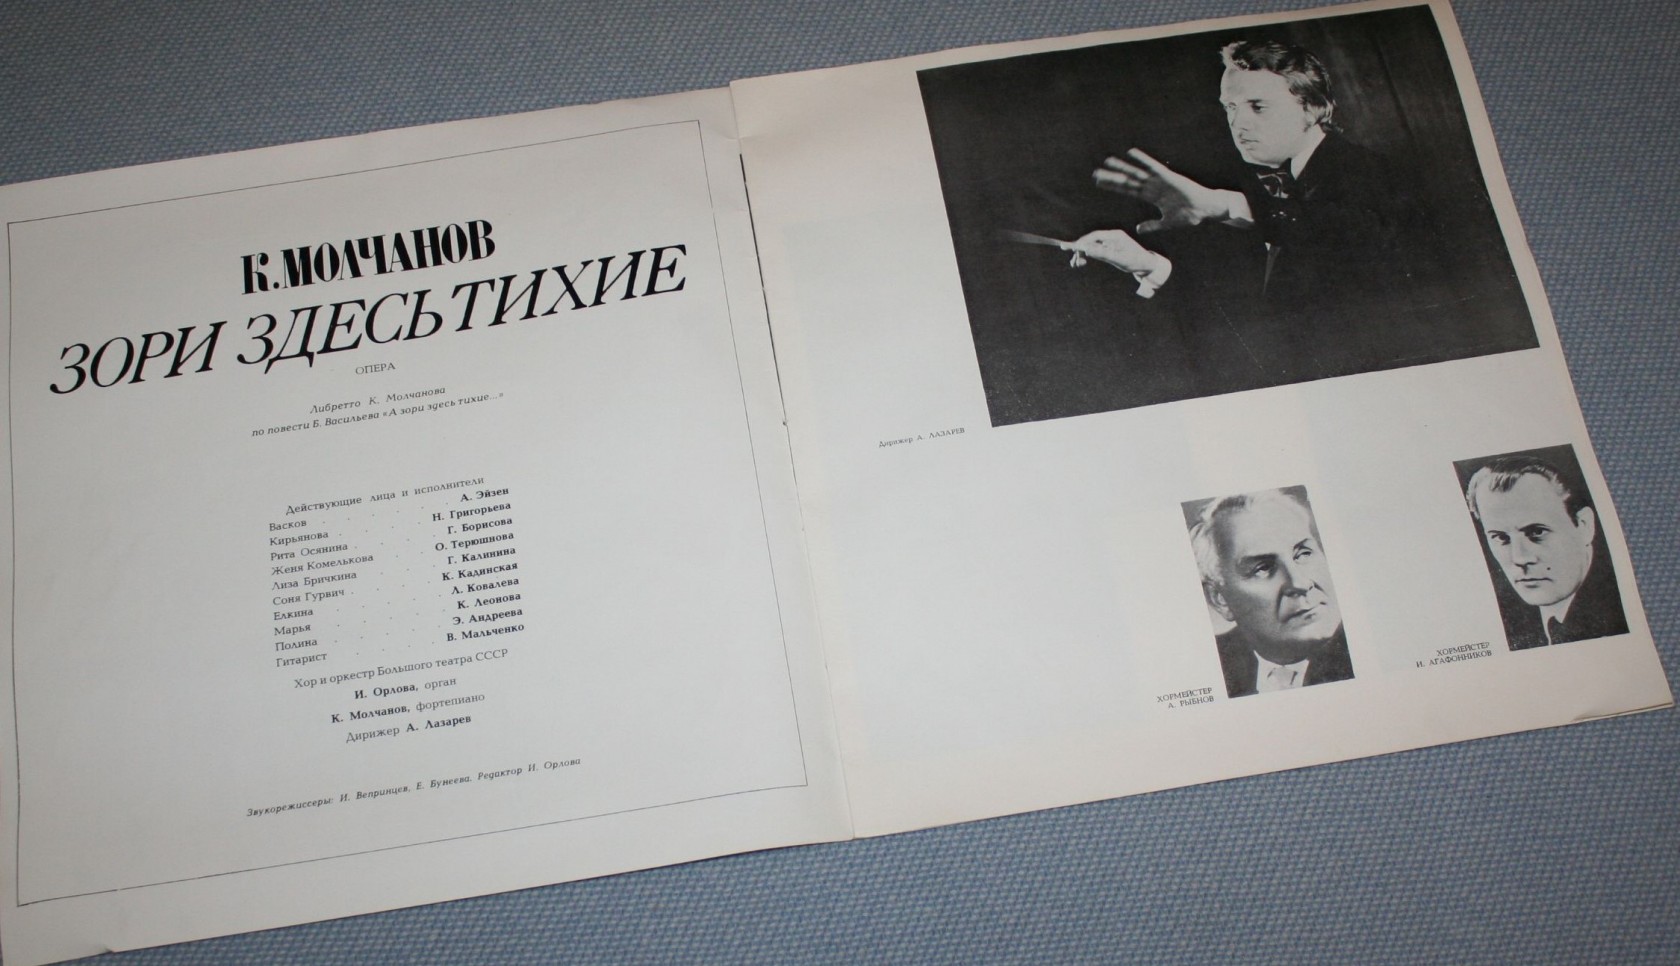 К. МОЛЧАНОВ
ЗОРИ ЗДЕСЬ ТИХИЕ
ОПЕРА
Либретто К. Молчанова
по повести Б. Васильева «А зори здесь тихие...»
Действующие лица и исполнители
Васков . . . . . А. Эйзен
Кирьянова . . . . . Н. Григорьева
Рита Осянина . . . . . Г. Борисова
Женя Комелькова . . . . О. Терюшнова
Лиза Бричкина . . . . Г. Калинина
Соня Гурвич . . . . . К. Кадинская
Елкина . . . . . Л. Ковалева
Марья . . . . . К. Леонова
Полина . . . . . Э. Андреева
Гитарист . . . . . В. Мальченко
Хор и оркестр Большого театра СССР
И. Орлова, орган
К. Молчанов, фортепиано
Дирижер А. Лазарев
Звукорежиссеры: И. Вепринцев, Е. Бунеева. Редактор И. Орлова
Дирижер А. ЛАЗАРЕВ
ХОРМЕЙСТЕР
А. РЫБНОВ
ХОРМЕЙСТЕР
И. АГАФОННИКОВ